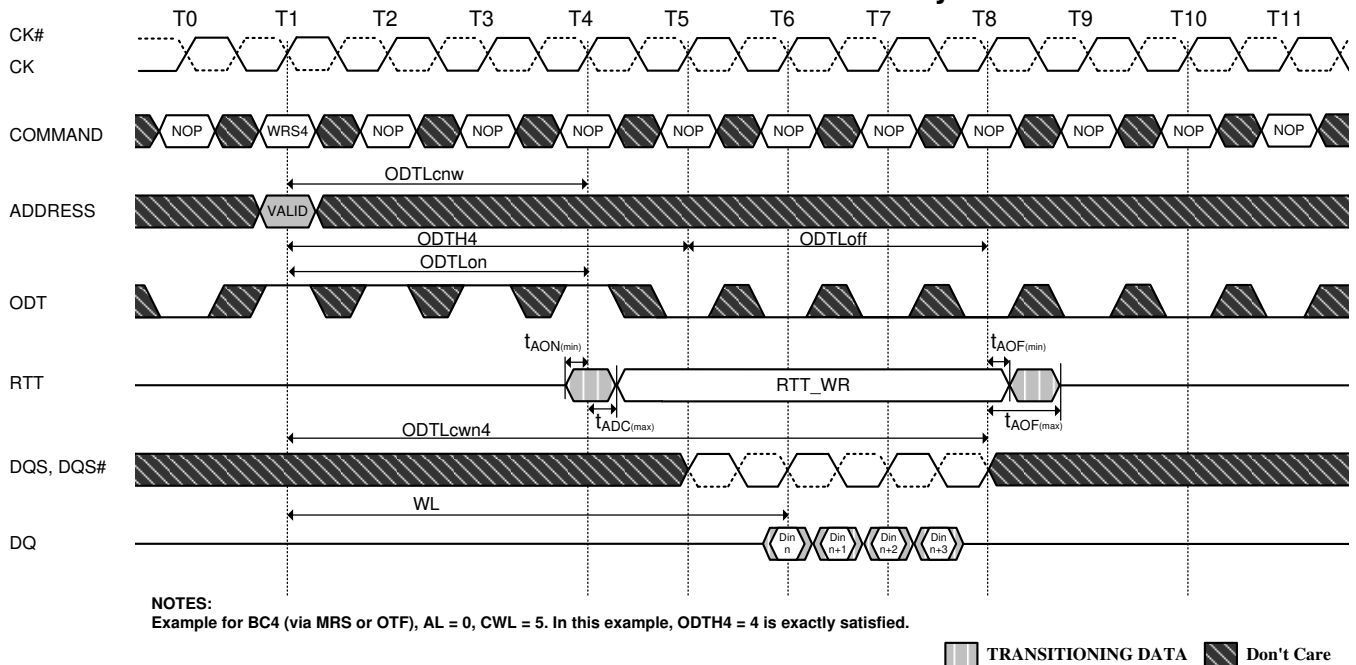 T0 T1 T2 T3 T4 T5 T6 T7 T8 T9 T10 T11
CK#
CK
COMMAND NOP WRS4 NOP NOP NOP NOP NOP NOP NOP NOP NOP NOP
ODTLcnw
ADDRESS VALID
ODTH4 ODTLoff
ODTLon
ODT
tAON(min) tAOF(min)
RTT RTT_WR
tADC(max) tAOF(max)
ODTLcwn4
DQS, DQS#
WL
DQ Din n Din n+1 Din n+2 Din n+3
NOTES:
Example for BC4 (via MRS or OTF), AL = 0, CWL = 5. In this example, ODTH4 = 4 is exactly satisfied.
TRANSITIONING DATA Don't Care